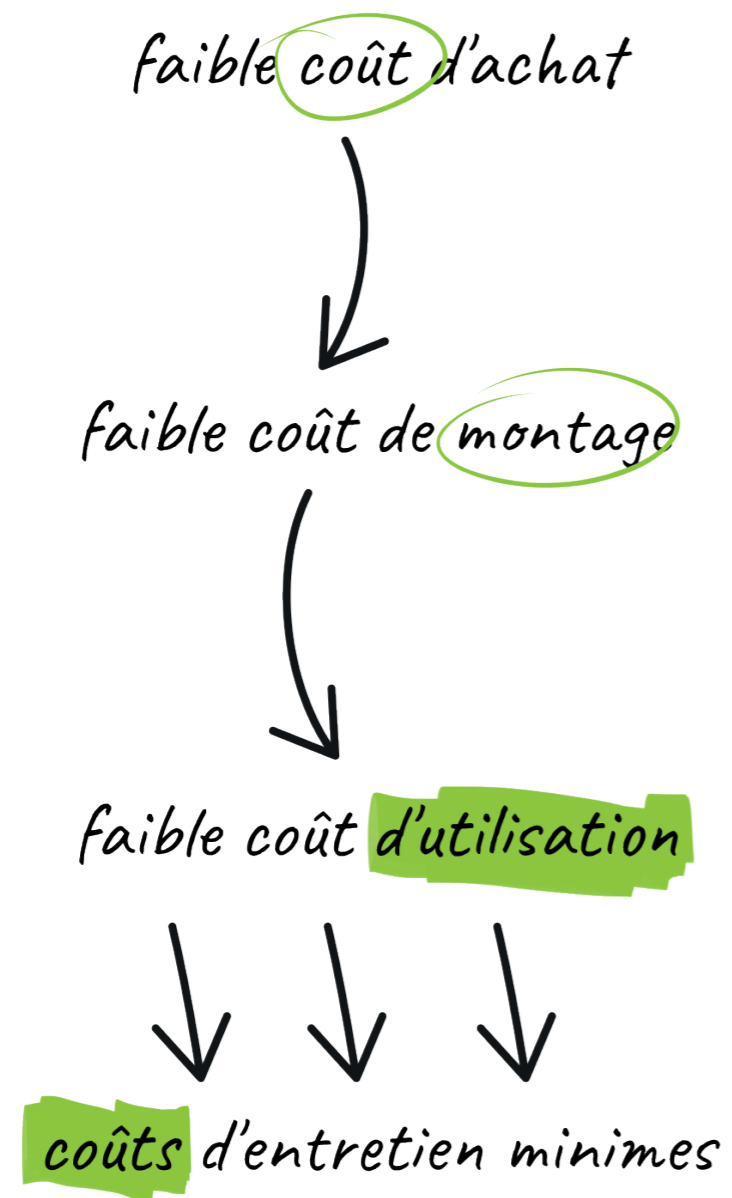 faible coût d'achat
faible coût de montage
faible coût d'utilisation
coûts d'entretien minimes